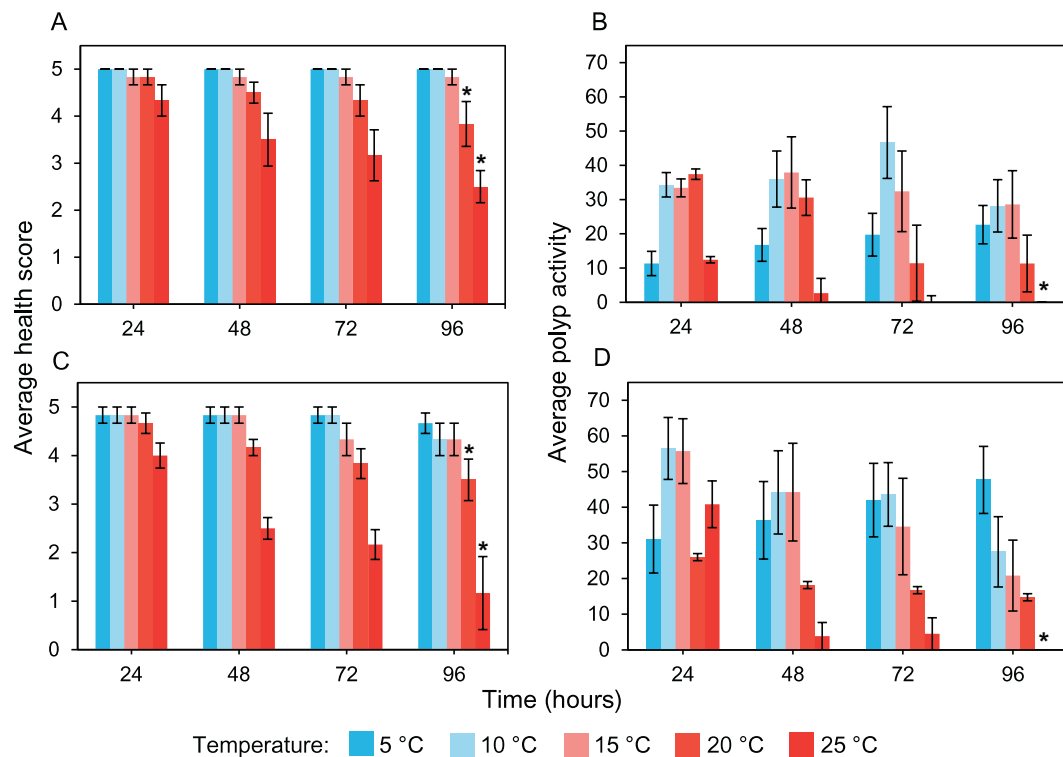 A
Average health score
5
4
3
2
1
0
* *
24 48 72 96
B
Average polyp activity
70
60
50
40
30
20
10
0
*
24 48 72 96
C
5
4
3
2
1
0
* *
24 48 72 96
D
70
60
50
40
30
20
10
0
*
24 48 72 96
Time (hours)
Temperature: 5 °C 10 °C 15 °C 20 °C 25 °C